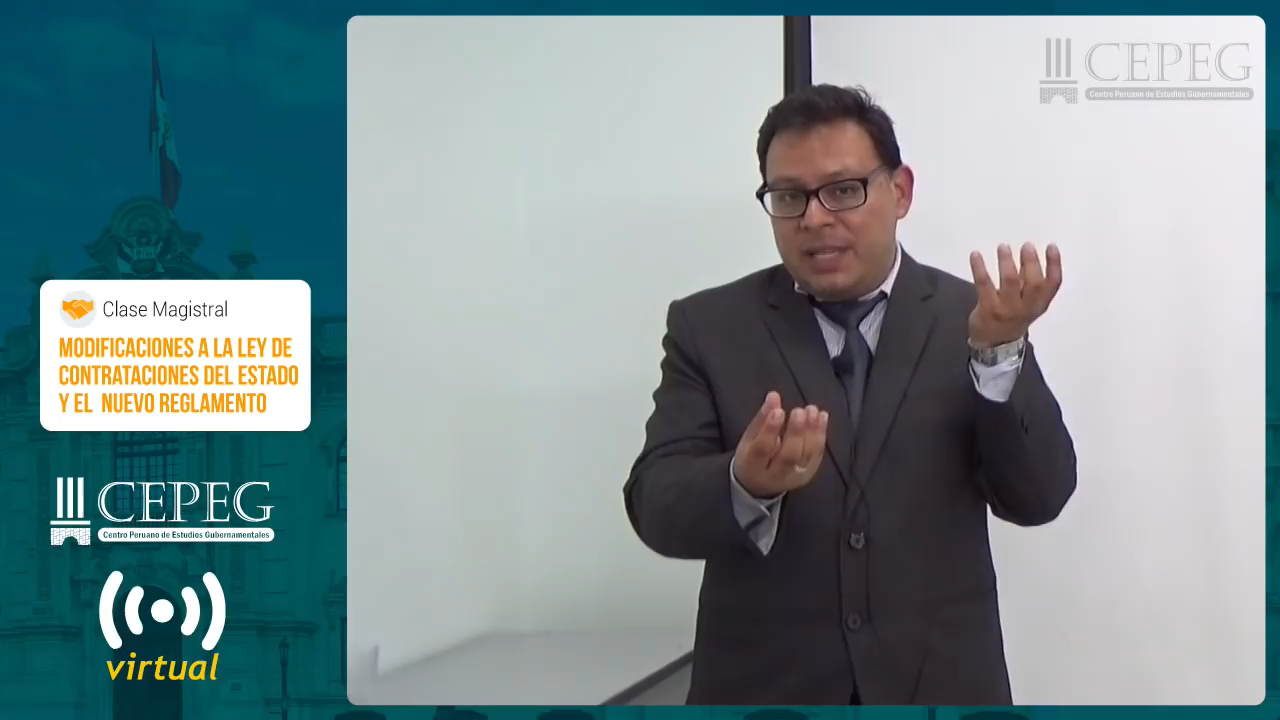 Clase Magistral
MODIFICACIONES A LA LEY DE
CONTRATACIONES DEL ESTADO
Y EL NUEVO REGLAMENTO
CEPEG
Centro Peruano de Estudios Gubernamentales
virtual
CEPEG
Centro Peruano de Estudios Gubernamentales